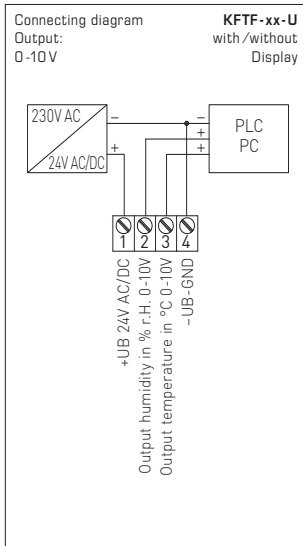 Connecting diagram
Output:
0-10 V
KFTF-xx-U
with /without
Display
230V AC
24V AC/DC
–
+
–
+
+
PLC
PC
1
2
3
4
+UB 24V AC/DC
Output humidity in % r.H. 0-10V
Output temperature in °C 0-10V
–UB-GND